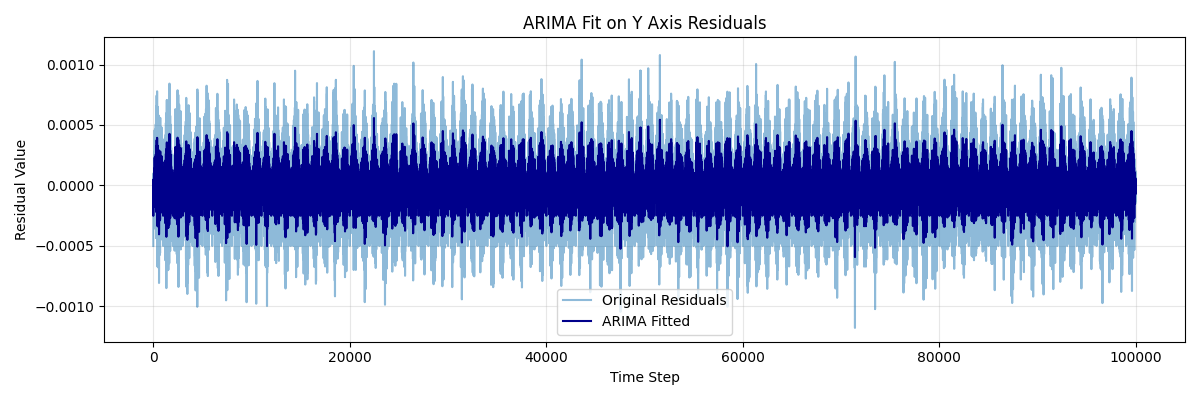 ARIMA Fit on Y Axis Residuals
Residual Value
0.0010
0.0005
0.0000
−0.0005
−0.0010
Original Residuals
ARIMA Fitted
0 20000 40000 60000 80000 100000
Time Step